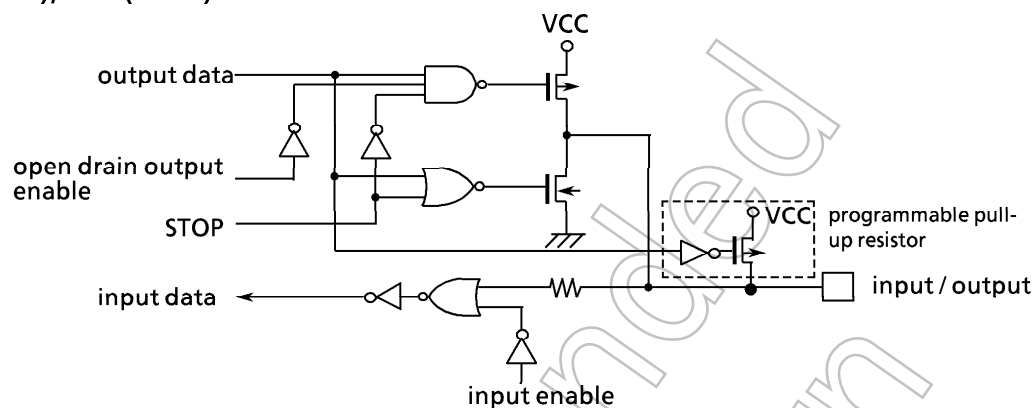 VCC
output data
open drain output
enable
STOP
VCC
programmable pull-
up resistor
input data
input / output
input enable